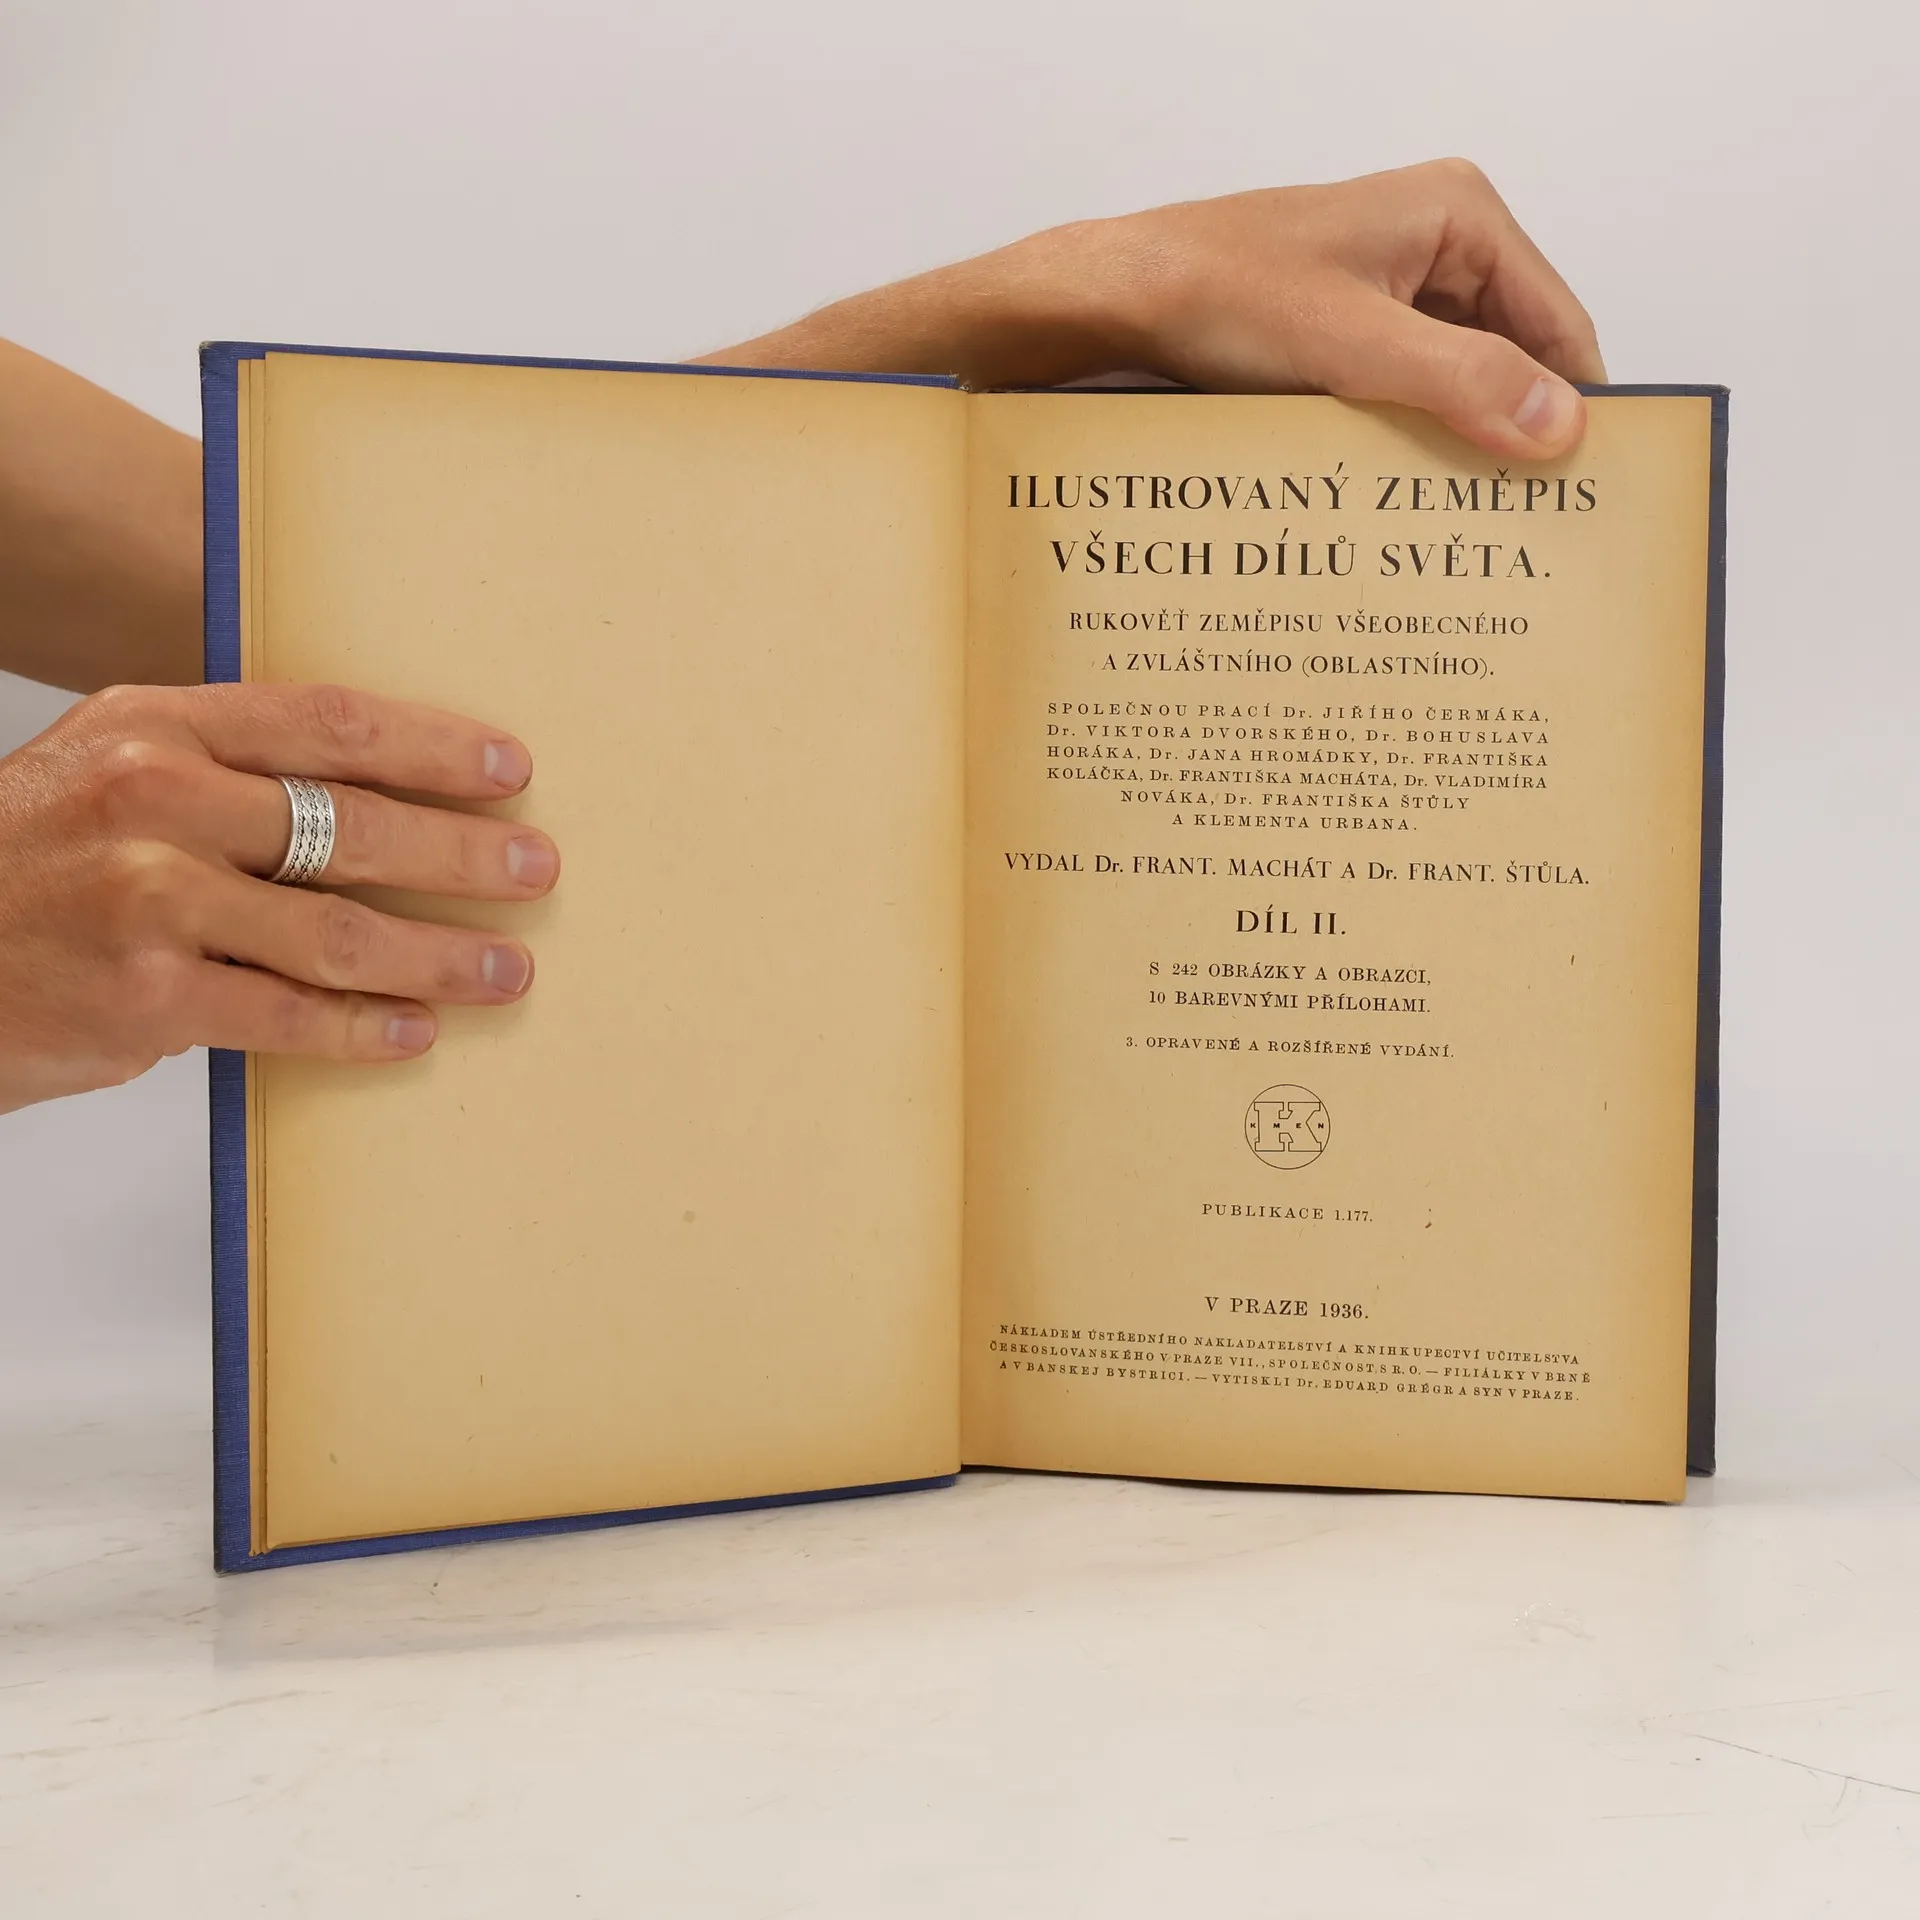 ILUSTROVANÝ ZEMĚPIS
VŠECH DÍLŮ SVĚTA.
RUKOVĚŤ ZEMĚPISU VŠEOBECNÉHO
A ZVLÁŠTNÍHO (OBLASTNÍHO).
SPOLEČNOU PRACÍ Dr. JIŘÍHO ČERMÁKA,
Dr. VIKTORA DVORSKÉHO, Dr. BOHUSLAVA
HORÁKA, Dr. JANA HROMÁDKY, Dr. FRANTIŠKA
KOLÁČKA, Dr. FRANTIŠKA MACHÁTA, Dr. VLADIMÍRA
NOVÁKA, Dr. FRANTIŠKA ŠTŮLY
A KLEMENTA URBANA.
VYDAL Dr. FRANT. MACHÁT A Dr. FRANT. ŠTŮLA.
DÍL II.
S 242 OBRÁZKY A OBRAZCI,
10 BAREVNÝMI PŘÍLOHAMI.
3. OPRAVENÉ A ROZŠÍŘENÉ VYDÁNÍ.
K M E N
PUBLIKACE 1.177.
V PRAZE 1936.
NÁKLADEM ÚSTŘEDNÍHO NAKLADATELSTVÍ A KNIHKUPECTVÍ UČITELSTVA
ČESKOSLOVANSKÉHO V PRAZE VII., SPOLEČNOST S R. O. — FILIÁLKY V BRNĚ
A V BANSKEJ BYSTRICI. — VYTISKLI Dr. EDUARD GRÉGR A SYN V PRAZE.